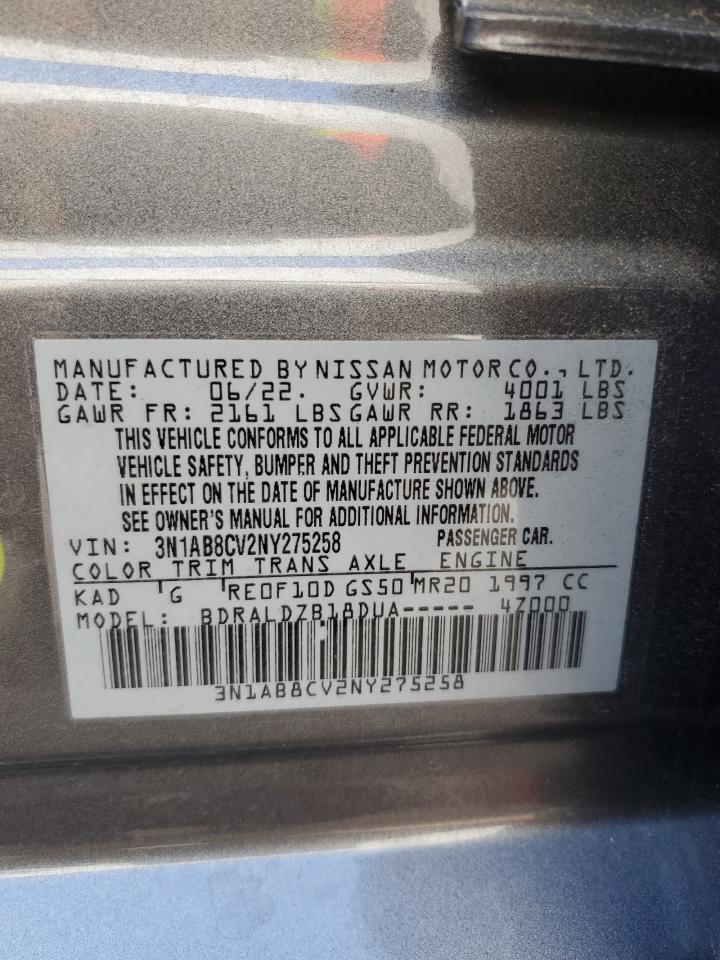 MANUFACTURED BY NISSAN MOTOR CO., LTD.
DATE: 06/22. GVWR: 4001 LBS
GAWR FR: 2161 LBS GAWR RR: 1863 LBS
THIS VEHICLE CONFORMS TO ALL APPLICABLE FEDERAL MOTOR
VEHICLE SAFETY, BUMPER AND THEFT PREVENTION STANDARDS
IN EFFECT ON THE DATE OF MANUFACTURE SHOWN ABOVE.
SEE OWNER'S MANUAL FOR ADDITIONAL INFORMATION.
VIN: 3N1AB8CV2NY275258 PASSENGER CAR.
COLOR TRIM TRANS AXLE ENGINE
KAD G RE0F10D GS50 MR20 1997 CC
MODEL: BDRALDZB18DUA----- 4Z000
3N1AB8CV2NY275258